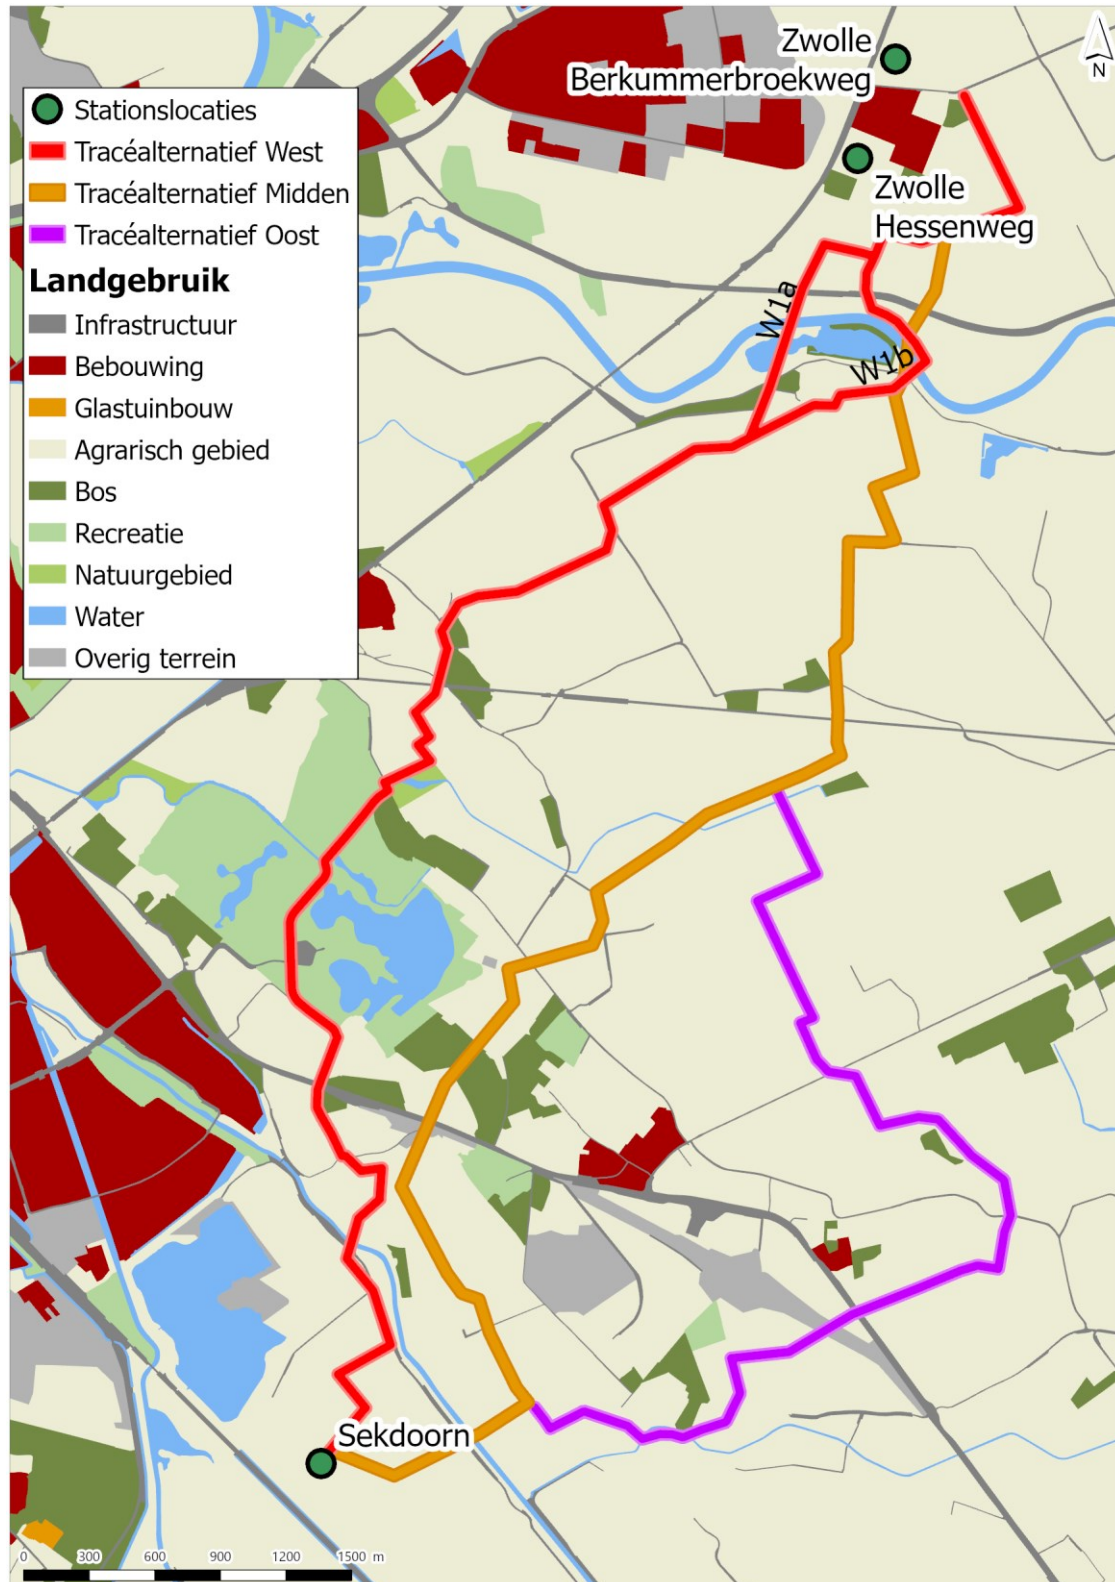 Zwolle
Berkummerbroekweg
N
Stationslocaties
Tracéalternatief West
Tracéalternatief Midden
Tracéalternatief Oost
Landgebruik
Infrastructuur
Bebouwing
Glastuinbouw
Agrarisch gebied
Bos
Recreatie
Natuurgebied
Water
Overig terrein
Zwolle
Hessenweg
W1a
W1b
Sekdoorn
0 300 600 900 1200 1500 m